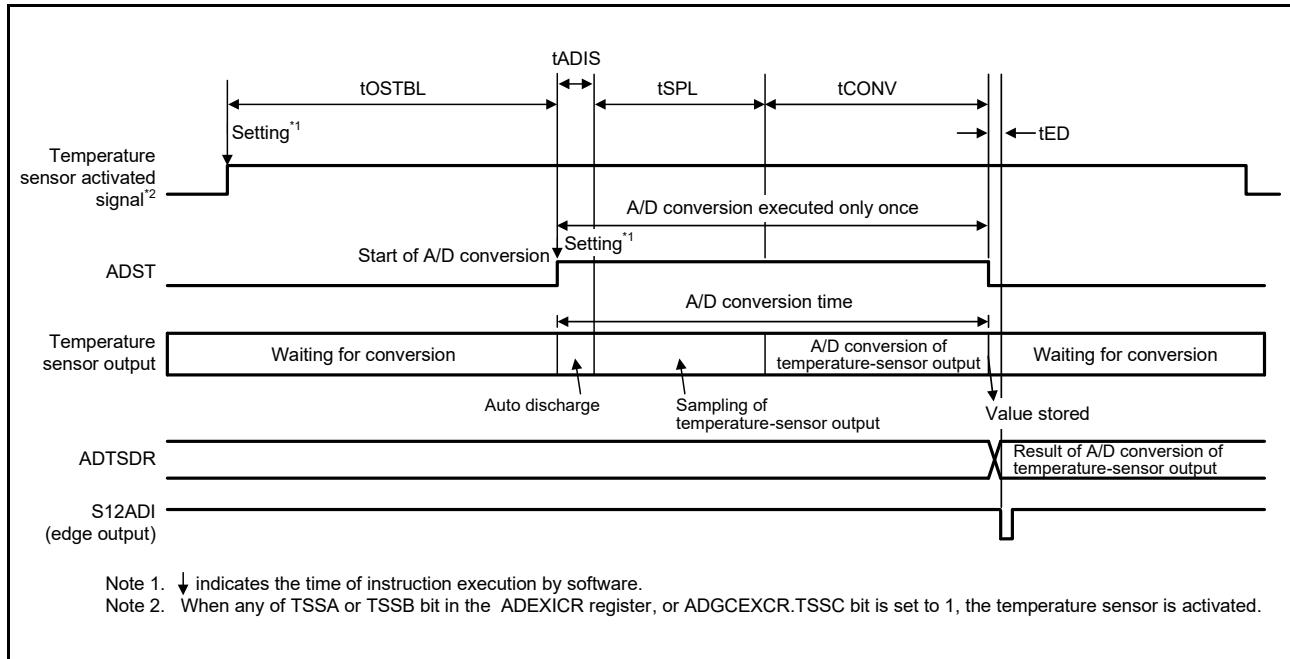 tADIS
tOSTBL
tSPL
tCONV
Setting*1
tED
Temperature
sensor activated
signal*2
A/D conversion executed only once
Start of A/D conversion
Setting*1
ADST
A/D conversion time
Temperature
sensor output
Waiting for conversion
A/D conversion of
temperature-sensor output
Waiting for conversion
Auto discharge
Sampling of
temperature-sensor output
Value stored
ADTSDR
Result of A/D conversion of
temperature-sensor output
S12ADI
(edge output)
Note 1. ↓ indicates the time of instruction execution by software.
Note 2. When any of TSSA or TSSB bit in the ADEXICR register, or ADGCEXCR.TSSC bit is set to 1, the temperature sensor is activated.